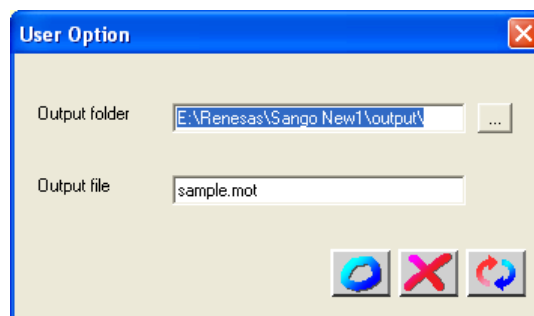 User Option
Output folder
E:\Renesas\Sango New1\output\
...
Output file
sample.mot